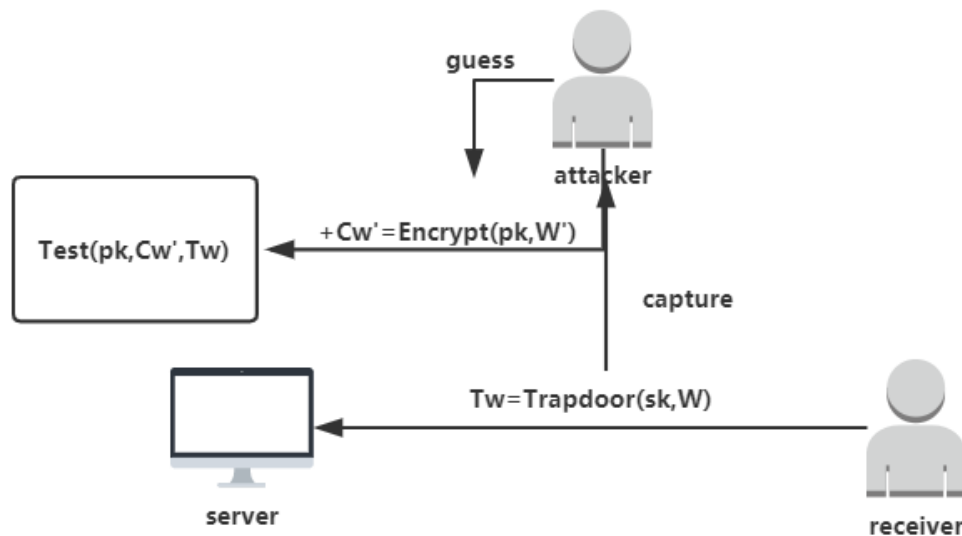 guess
attacker
+Cw'=Encrypt(pk,W')
Test(pk,Cw',Tw)
capture
Tw=Trapdoor(sk,W)
server
receiver